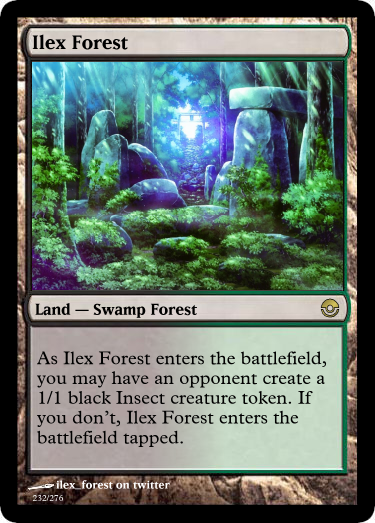 Ilex Forest
Land — Swamp Forest
As Ilex Forest enters the battlefield,
you may have an opponent create a
1/1 black Insect creature token. If
you don't, Ilex Forest enters the
battlefield tapped.
ilex_forest on twitter
232/276